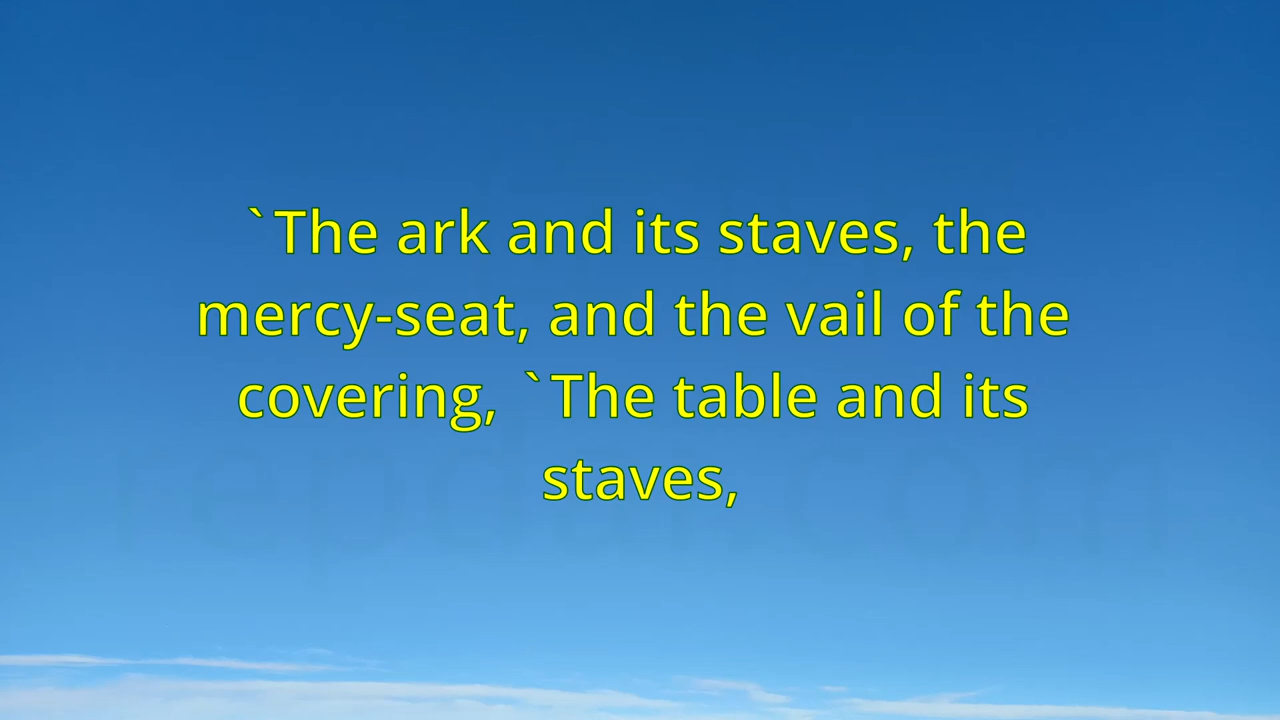 `The ark and its staves, the
mercy-seat, and the vail of the
covering, `The table and its
staves,